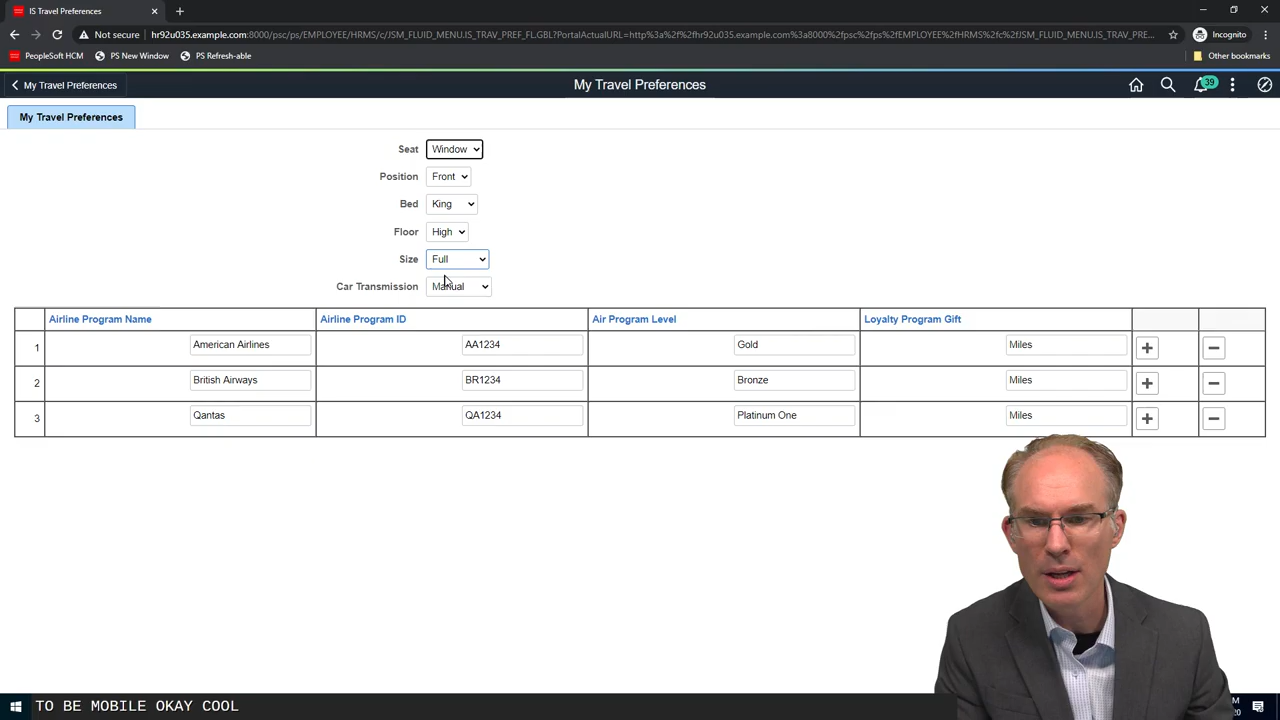 IS Travel Preferences
Not secure hr92u035.example.com:8000/psc/ps/EMPLOYEE/HRMS/c/JSM_FLUID_MENU.IS_TRAV_PREF_FL.GBL?PortalActualURL=http%3a%2f%2fhr92u035.example.com%3a8000%2fpsc%2fps%2fEMPLOYEE%2fHRMS%2fc%2fJSM_FLUID_MENU.IS_TRAV_PRE... Incognito
PeopleSoft HCM PS New Window PS Refresh-able Other bookmarks
My Travel Preferences My Travel Preferences 39
My Travel Preferences
Seat Window
Position Front
Bed King
Floor High
Size Full
Car Transmission Manual
Airline Program Name Airline Program ID Air Program Level Loyalty Program Gift
1 American Airlines AA1234 Gold Miles
2 British Airways BR1234 Bronze Miles
3 Qantas QA1234 Platinum One Miles
TO BE MOBILE OKAY COOL